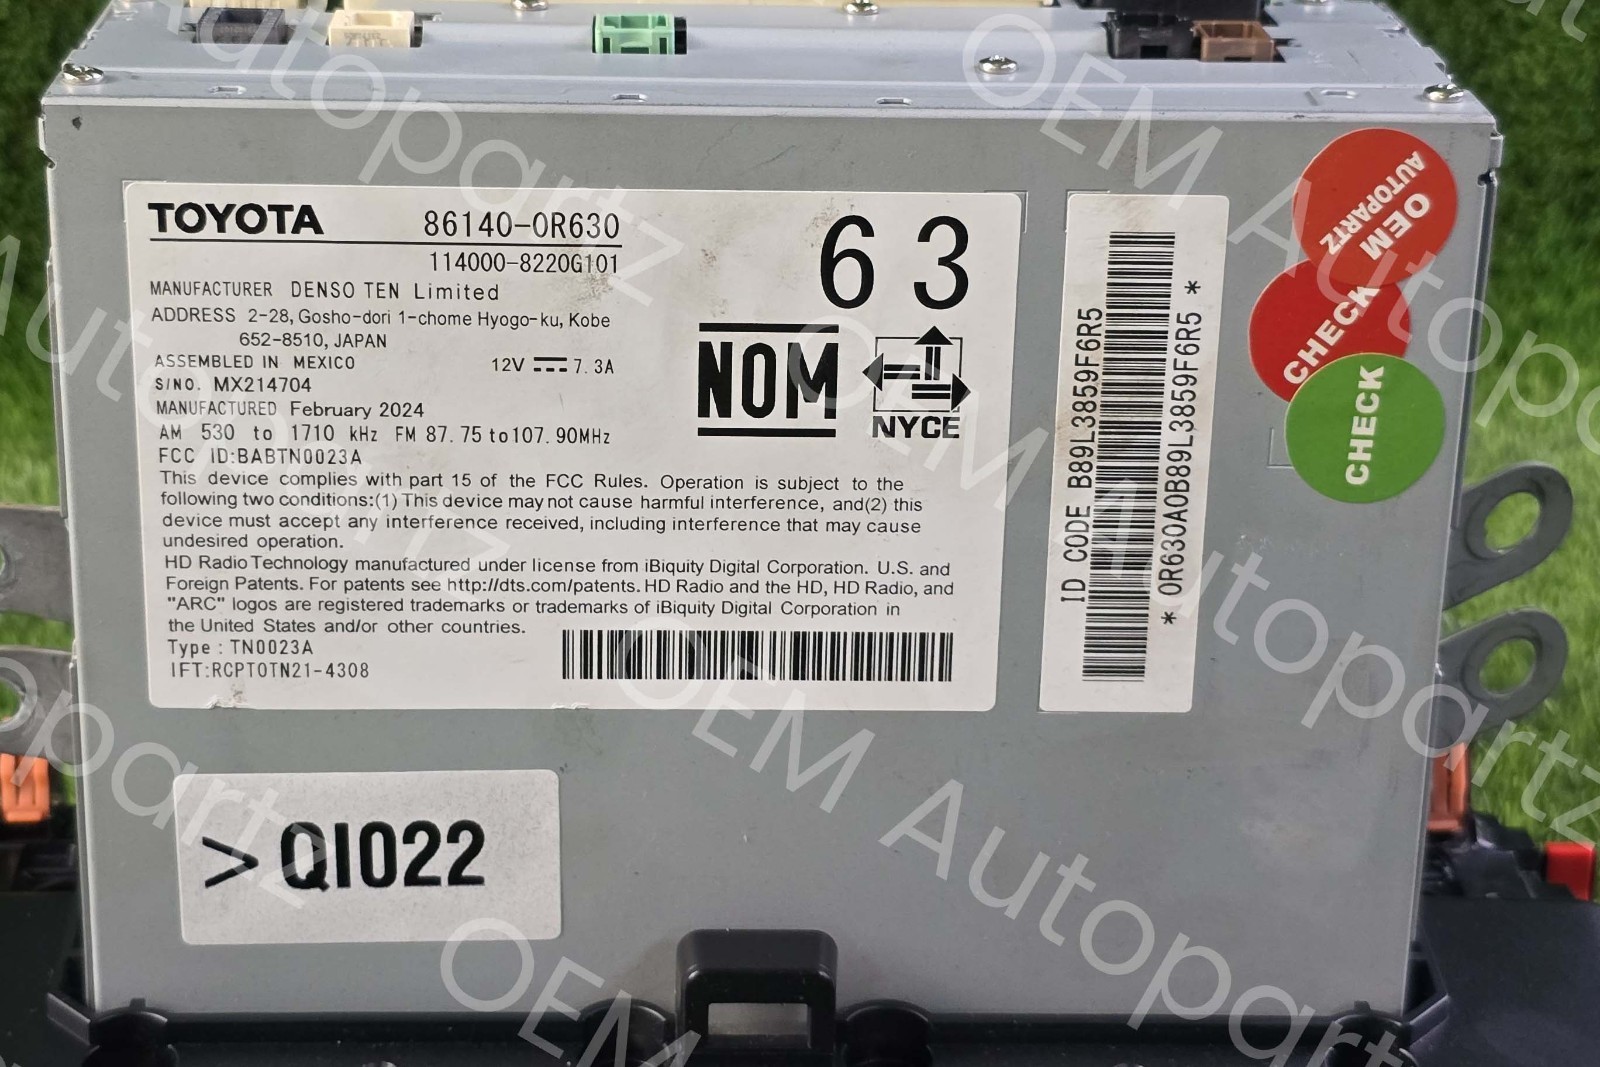 TOYOTA 86140-0R630
114000-8220G101
MANUFACTURER DENSO TEN Limited
ADDRESS 2-28, Gosho-dori 1-chome Hyogo-ku, Kobe
652-8510, JAPAN
ASSEMBLED IN MEXICO 12V 7.3A
S/NO. MX214704
MANUFACTURED February 2024
AM 530 to 1710 kHz FM 87.75 to 107.90MHz
FCC ID:BABTN0023A
This device complies with part 15 of the FCC Rules. Operation is subject to the
following two conditions:(1) This device may not cause harmful interference, and(2) this
device must accept any interference received, including interference that may cause
undesired operation.
HD Radio Technology manufactured under license from iBiquity Digital Corporation. U.S. and
Foreign Patents. For patents see http://dts.com/patents. HD Radio and the HD, HD Radio, and
"ARC" logos are registered trademarks or trademarks of iBiquity Digital Corporation in
the United States and/or other countries.
Type : TN0023A
IFT:RCPTOTN21-4308
63
NOM
NYCE
ID CODE B89L3859F6R5
* 0R630A0B89L3859F6R5 *
OEM
AUTOPARTZ
CHECK
CHECK
>QI022
OEM Autopartz
OEM Autopartz
OEM Autopartz
OEM Autopartz